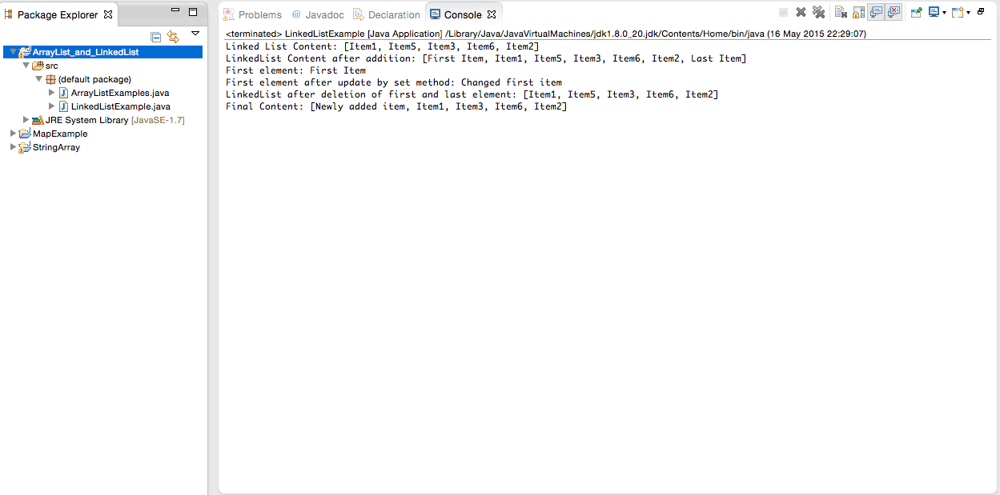 Package Explorer
ArrayList_and_LinkedList
src
(default package)
ArrayListExamples.java
LinkedListExample.java
JRE System Library [JavaSE-1.7]
MapExample
StringArray
Problems @ Javadoc Declaration Console
<terminated> LinkedListExample [Java Application] /Library/Java/JavaVirtualMachines/jdk1.8.0_20.jdk/Contents/Home/bin/java (16 May 2015 22:29:07)
Linked List Content: [Item1, Item5, Item3, Item6, Item2]
LinkedList Content after addition: [First Item, Item1, Item5, Item3, Item6, Item2, Last Item]
First element: First Item
First element after update by set method: Changed first item
LinkedList after deletion of first and last element: [Item1, Item5, Item3, Item6, Item2]
Final Content: [Newly added item, Item1, Item3, Item6, Item2]